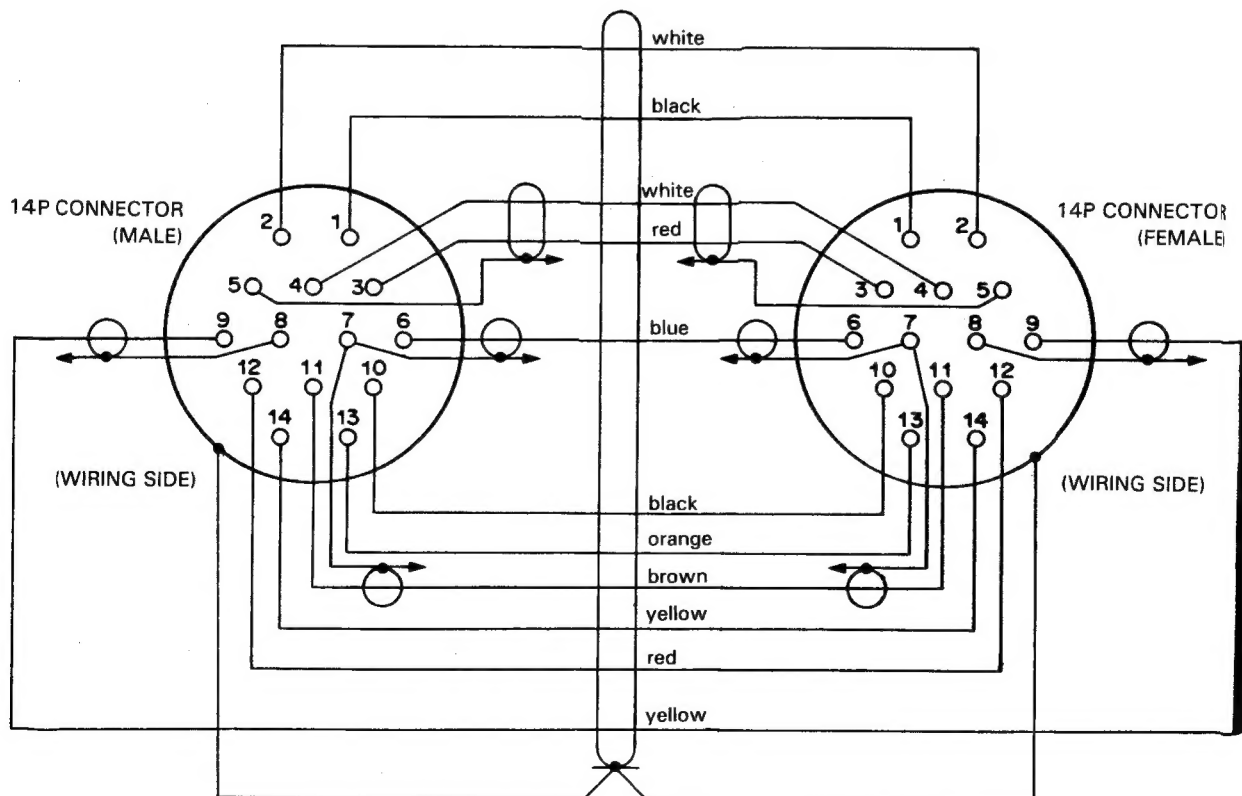 white
black
14P CONNECTOR
(MALE)
white
red
14P CONNECTOR
(FEMALE
2 1
1 2
5 4 3
3 4 5
9 8 7 6
blue
6 7 8 9
12 11 10
10 11 12
14 13
13 14
(WIRING SIDE)
(WIRING SIDE)
black
orange
brown
yellow
red
yellow